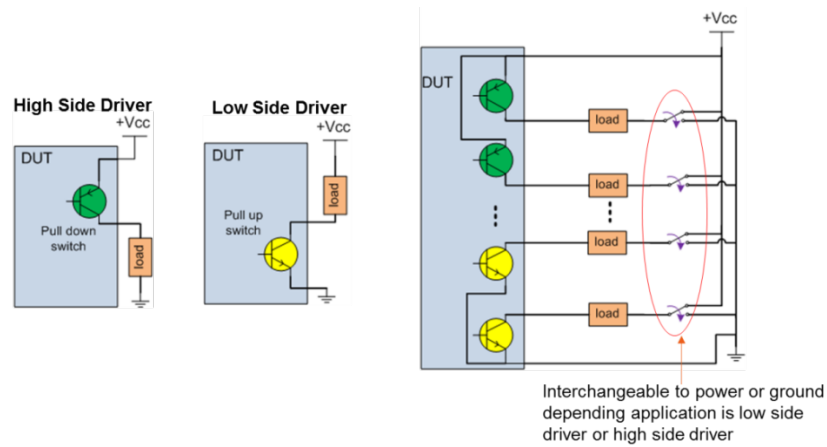 High Side Driver
+Vcc
DUT
Pull down
switch
load
Low Side Driver
+Vcc
DUT
Pull up
switch
load
+Vcc
DUT
load
load
load
load
Interchangeable to power or ground
depending application is low side
driver or high side driver